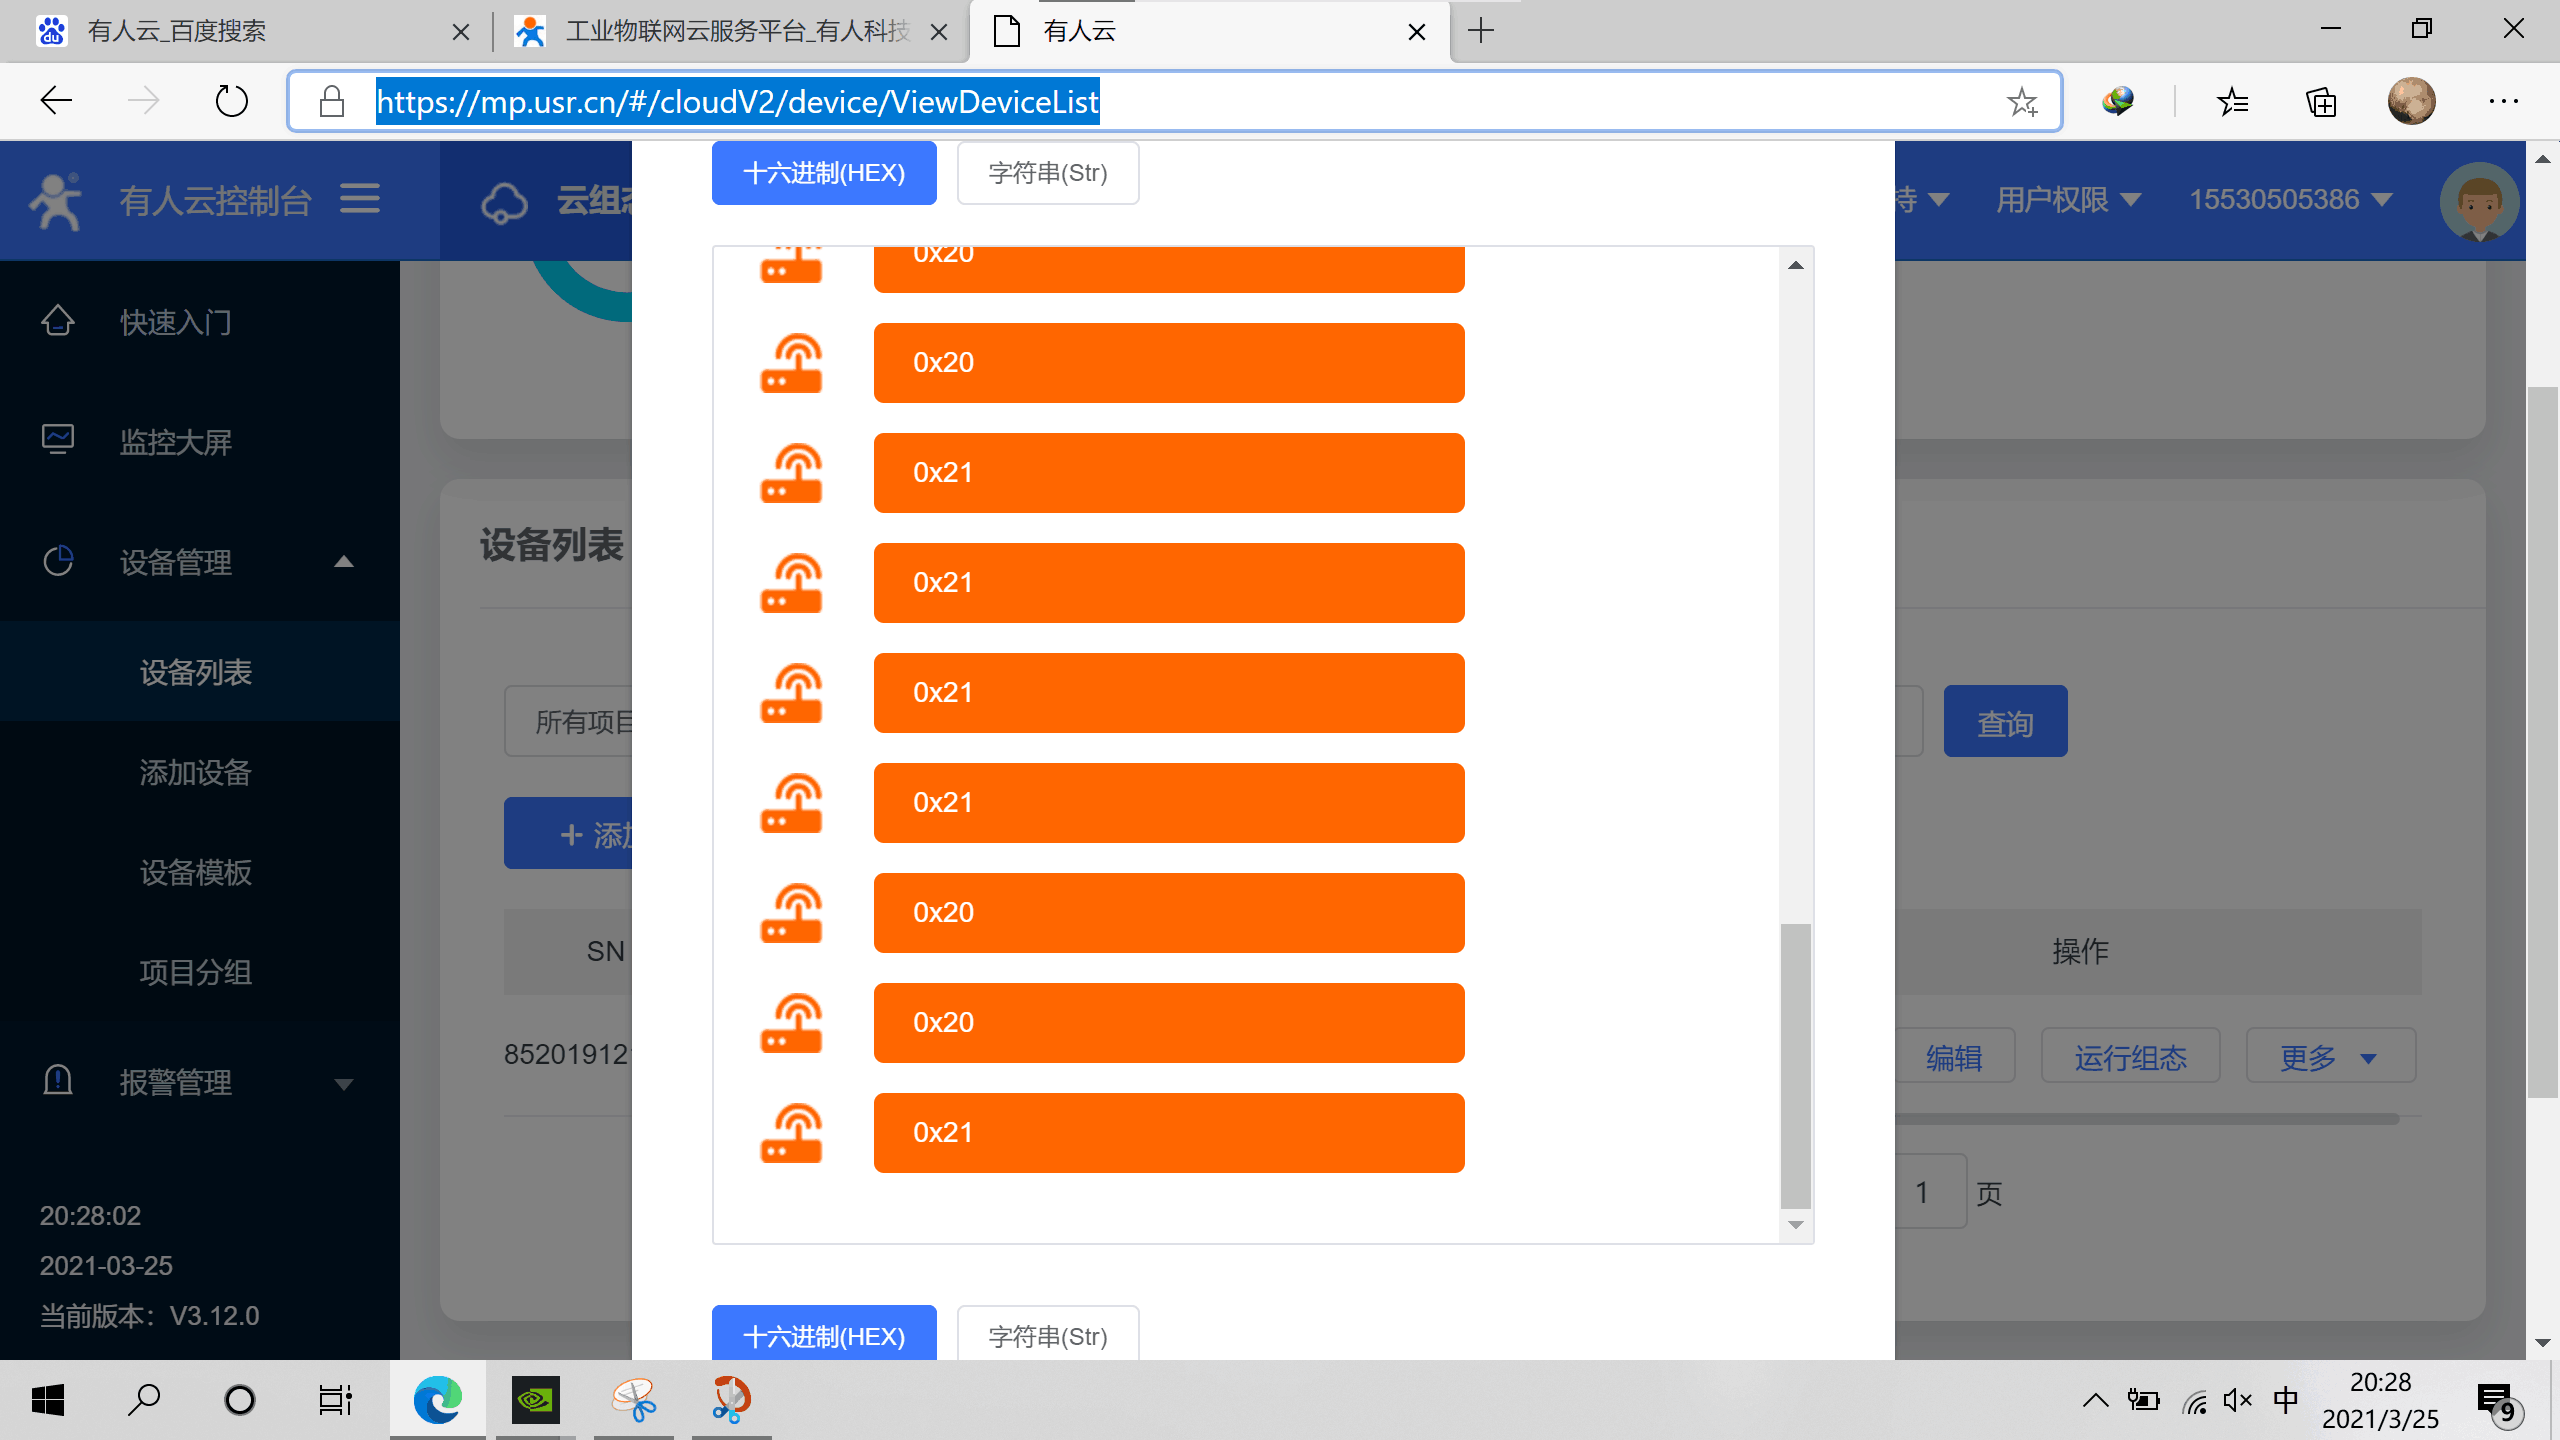 有人云_百度搜索
工业物联网云服务平台_有人科技
有人云
https://mp.usr.cn/#/cloudV2/device/ViewDeviceList
有人云控制台
云组态
用户权限
15530505386
十六进制(HEX)
字符串(Str)
快速入门
监控大屏
设备管理
设备列表
添加设备
设备模板
项目分组
报警管理
20:28:02
2021-03-25
当前版本：V3.12.0
设备列表
所有项目
查询
+ 添加
SN
操作
85201912
编辑
运行组态
更多
1 页
0x20
0x20
0x21
0x21
0x21
0x21
0x20
0x20
0x21
十六进制(HEX)
字符串(Str)
中
20:28
2021/3/25
9